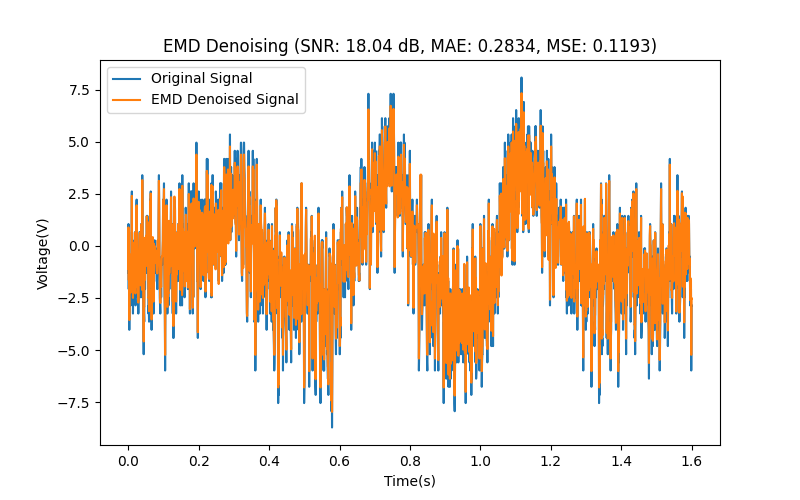 EMD Denoising (SNR: 18.04 dB, MAE: 0.2834, MSE: 0.1193)
Original Signal
EMD Denoised Signal
Voltage(V)
7.5
5.0
2.5
0.0
−2.5
−5.0
−7.5
0.0 0.2 0.4 0.6 0.8 1.0 1.2 1.4 1.6
Time(s)